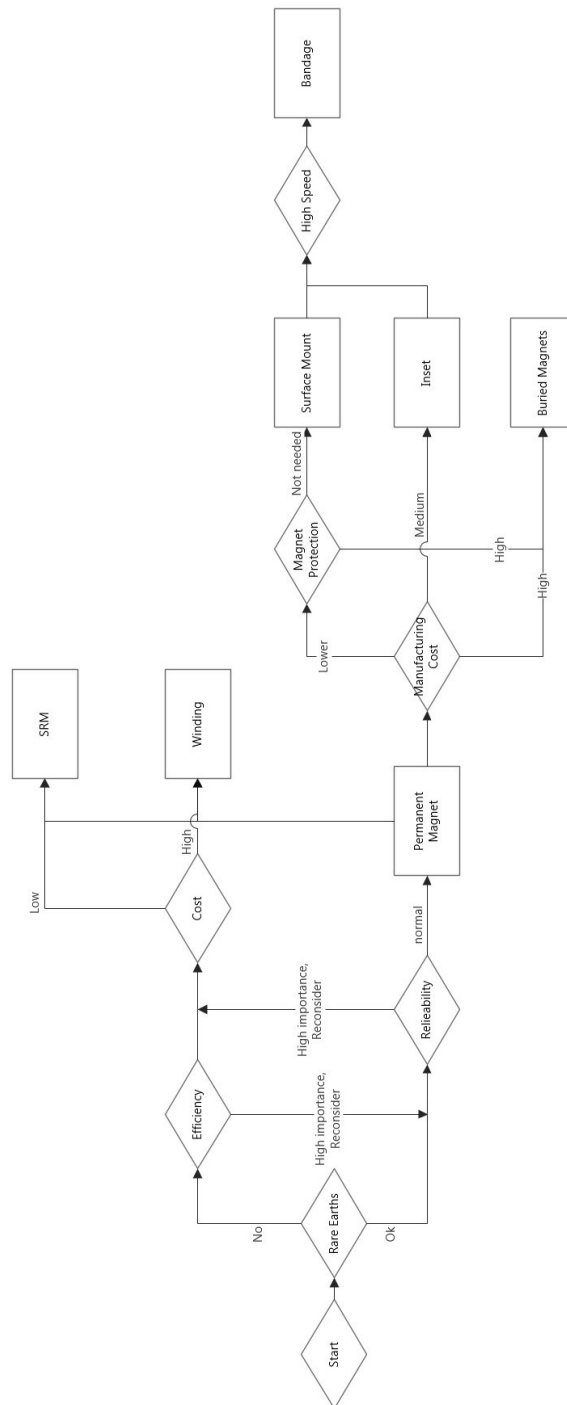 Start
Rare Earths
No
Ok
Efficiency
High importance,
Reconsider
High importance,
Reconsider
Relieability
Cost
Low
High
normal
SRM
Winding
Permanent
Magnet
Manufacturing
Cost
Lower
Medium
High
Magnet
Protection
Not needed
High
Surface Mount
Inset
Buried Magnets
High Speed
Bandage